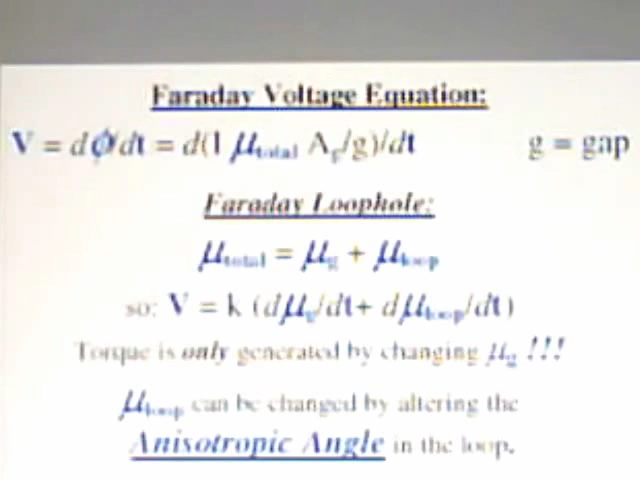 Faraday Voltage Equation:
V = dϕ/dt = d(I μtotal Ag/g)/dt g = gap
Faraday Loophole:
μtotal = μg + μloop
so: V = k (dμg/dt+ dμloop/dt)
Torque is only generated by changing μg !!!
μloop can be changed by altering the
Anisotropic Angle in the loop.